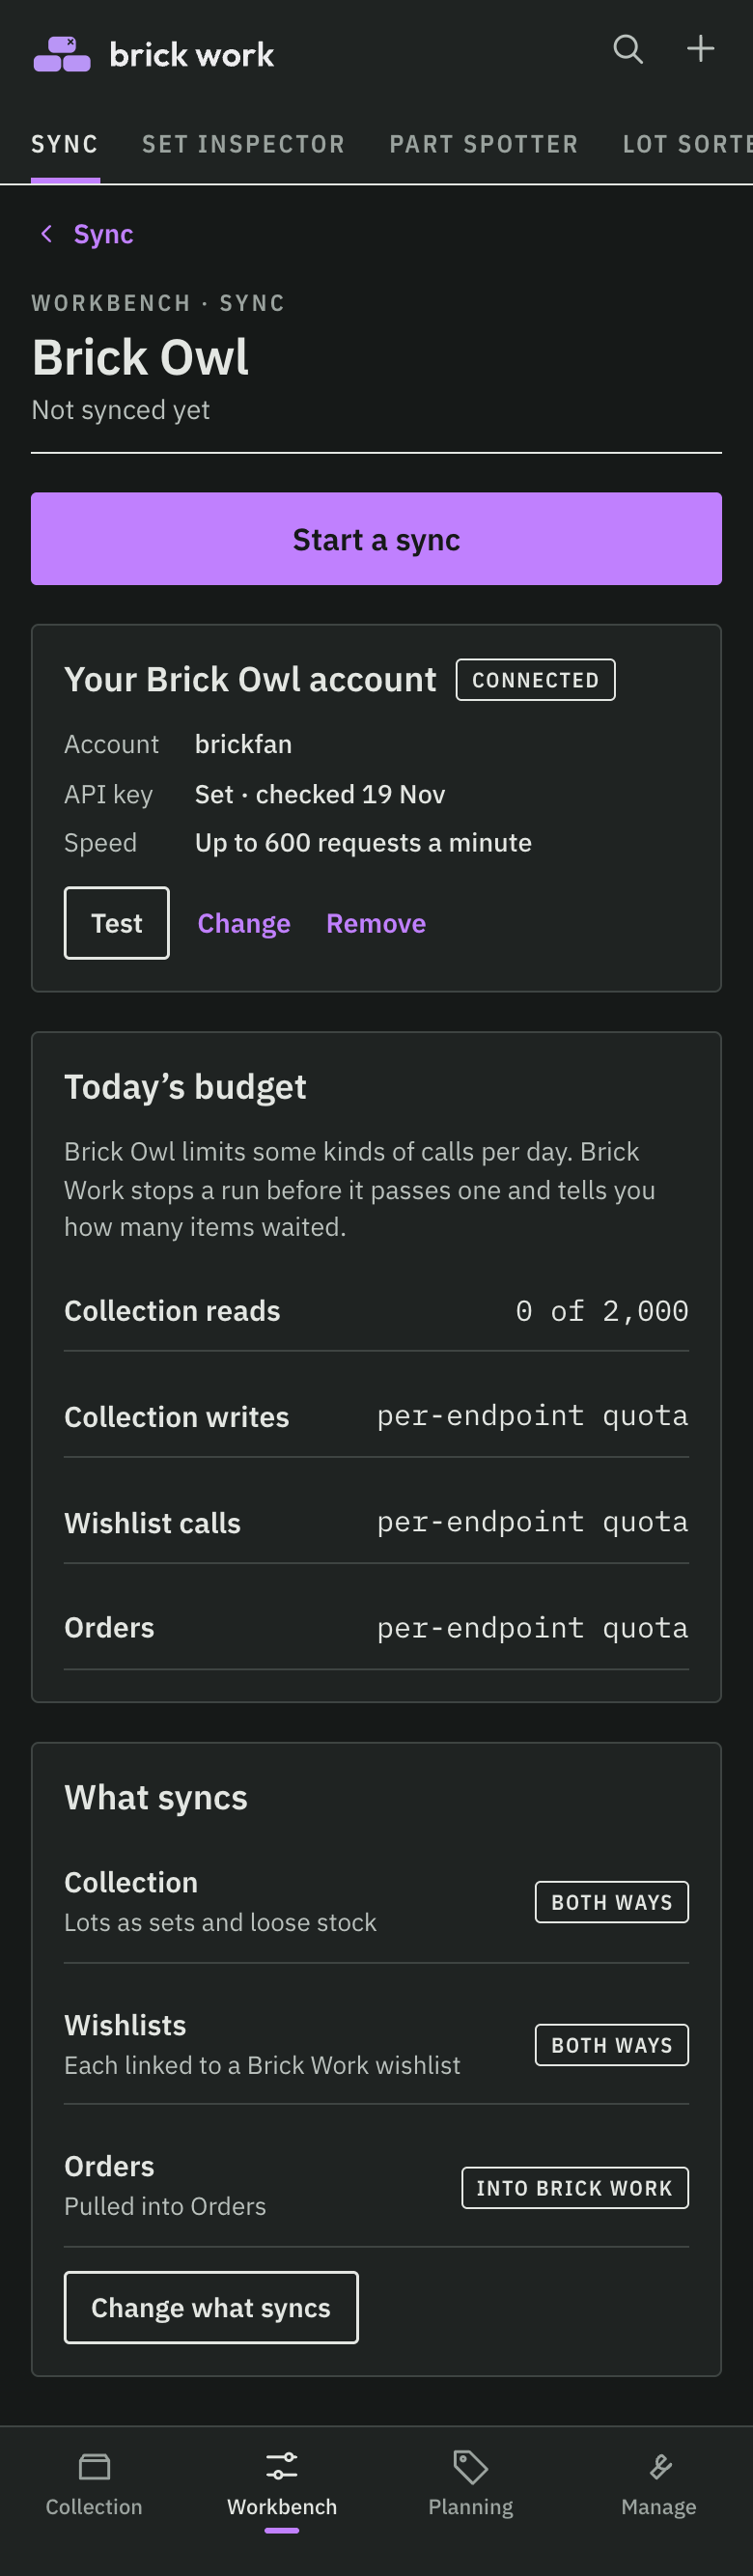 brick work
SYNC SET INSPECTOR PART SPOTTER LOT SORTE
Sync
WORKBENCH · SYNC
Brick Owl
Not synced yet
Start a sync
Your Brick Owl account CONNECTED
Account brickfan
API key Set · checked 19 Nov
Speed Up to 600 requests a minute
Test Change Remove
Today’s budget
Brick Owl limits some kinds of calls per day. Brick
Work stops a run before it passes one and tells you
how many items waited.
Collection reads 0 of 2,000
Collection writes per-endpoint quota
Wishlist calls per-endpoint quota
Orders per-endpoint quota
What syncs
Collection
Lots as sets and loose stock
BOTH WAYS
Wishlists
Each linked to a Brick Work wishlist
BOTH WAYS
Orders
Pulled into Orders
INTO BRICK WORK
Change what syncs
Collection Workbench Planning Manage